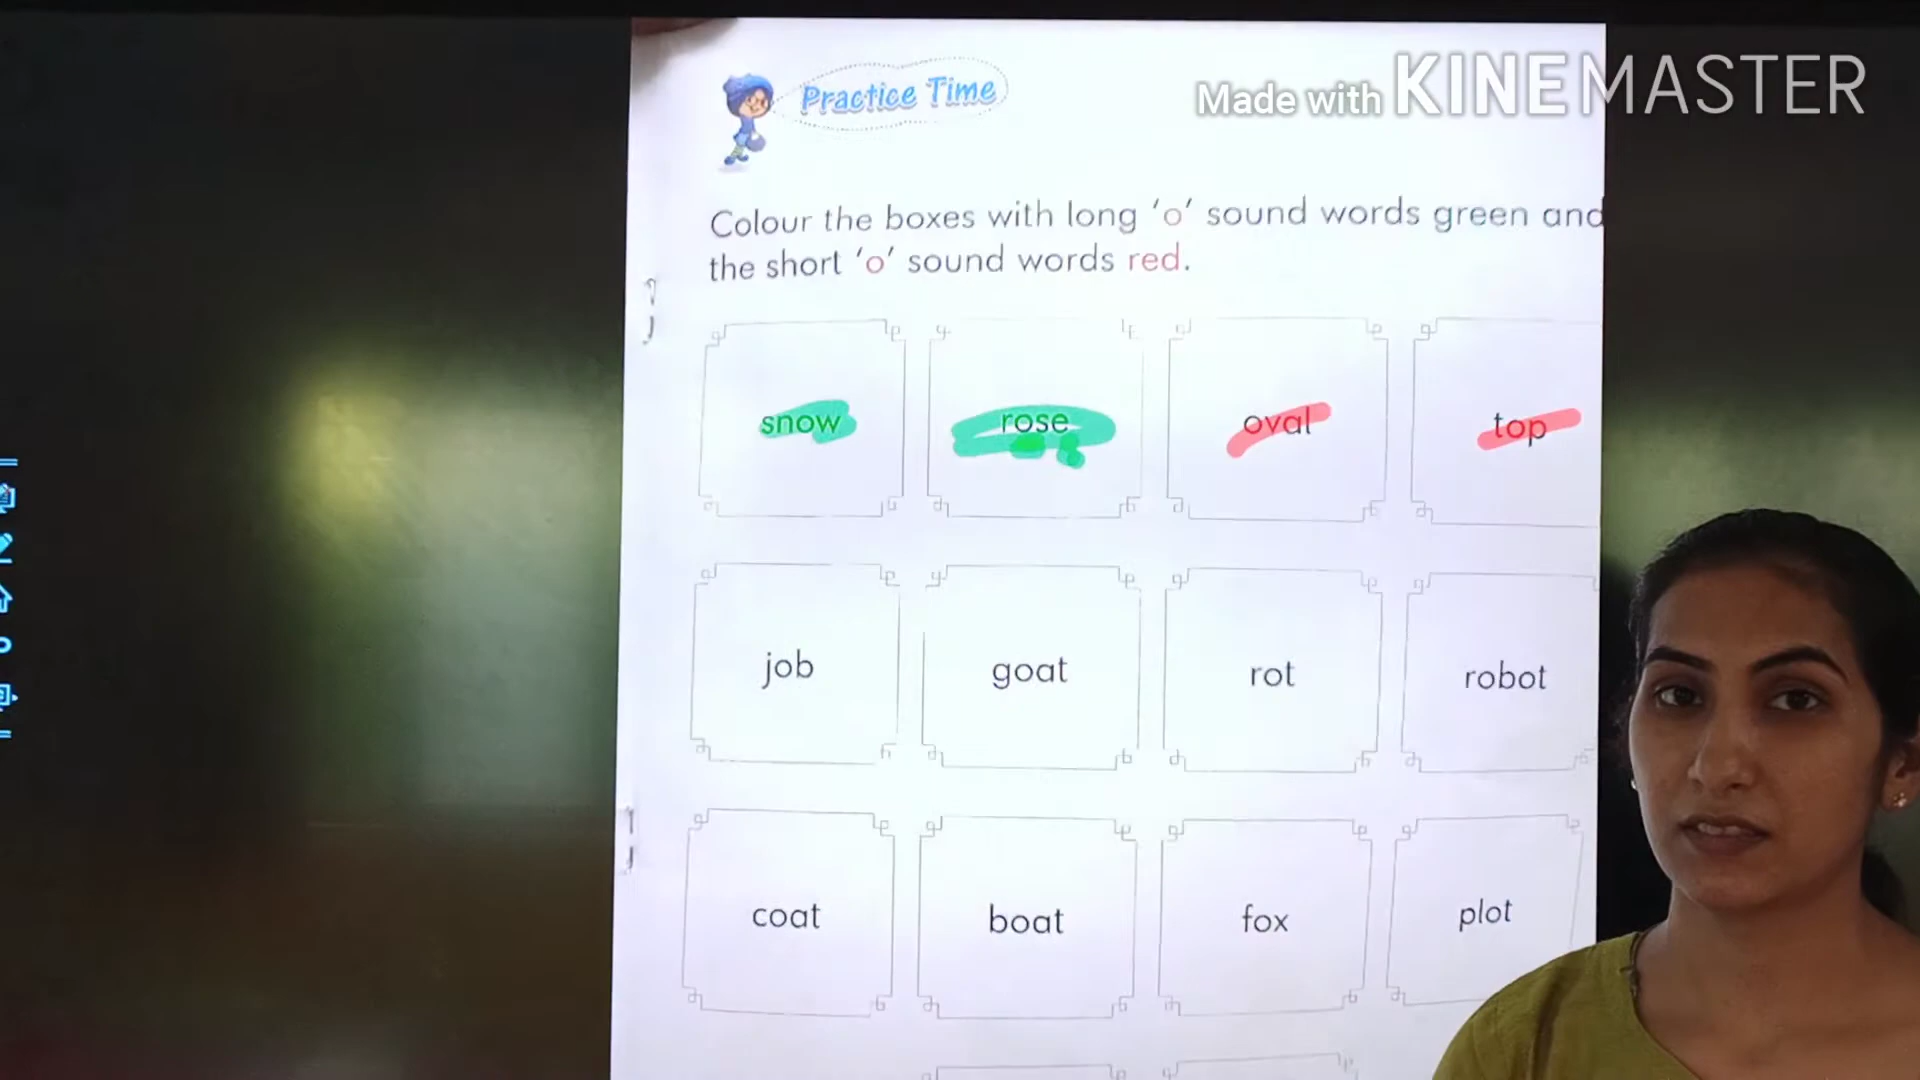 Practice Time
Made with KINEMASTER
Colour the boxes with long ‘o’ sound words green and
the short ‘o’ sound words red.
snow rose oval top
job goat rot robot
coat boat fox plot